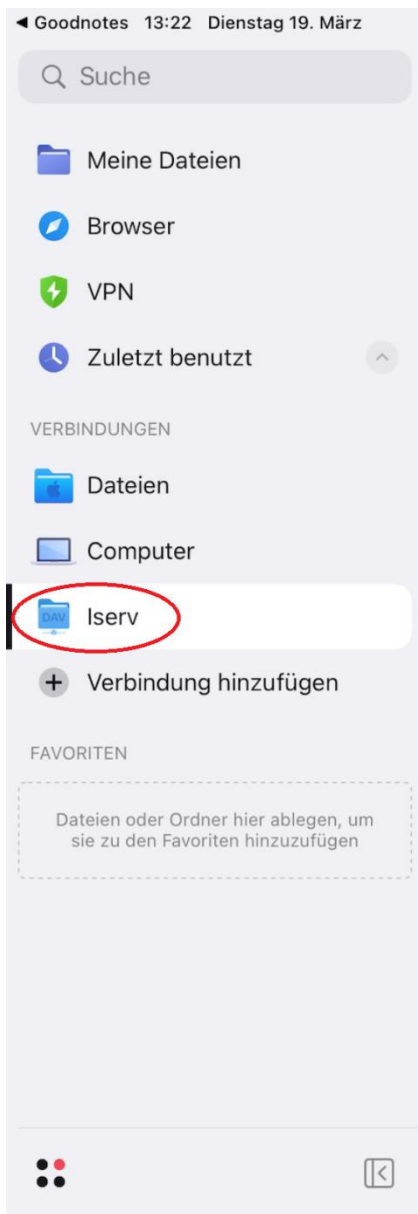 ◀ Goodnotes 13:22 Dienstag 19. März
Suche
Meine Dateien
Browser
VPN
Zuletzt benutzt
VERBINDUNGEN
Dateien
Computer
DAV Iserv
Verbindung hinzufügen
FAVORITEN
Dateien oder Ordner hier ablegen, um
sie zu den Favoriten hinzuzufügen